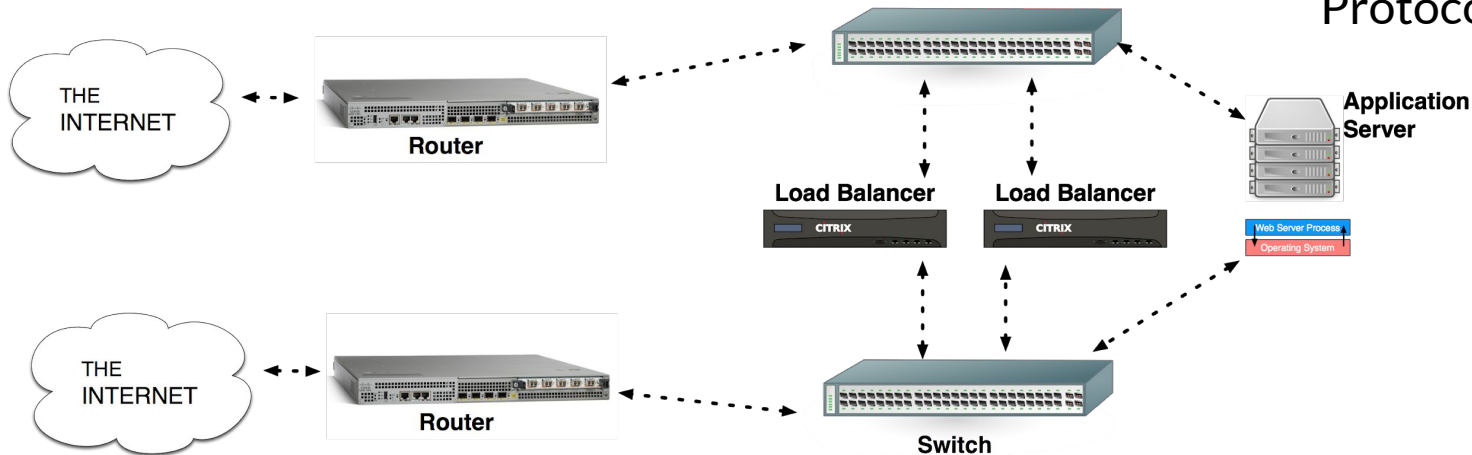 Protoco
THE
INTERNET
Router
Application
Server
Load Balancer
Load Balancer
CITRIX
CITRIX
Web Server Process
Operating System
THE
INTERNET
Router
Switch